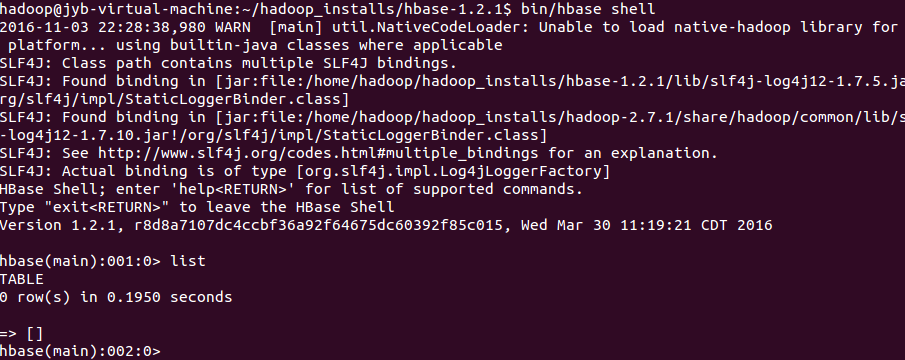 hadoop@jyb-virtual-machine:~/hadoop_installs/hbase-1.2.1$ bin/hbase shell
2016-11-03 22:28:38,980 WARN  [main] util.NativeCodeLoader: Unable to load native-hadoop library for
 platform... using builtin-java classes where applicable
SLF4J: Class path contains multiple SLF4J bindings.
SLF4J: Found binding in [jar:file:/home/hadoop/hadoop_installs/hbase-1.2.1/lib/slf4j-log4j12-1.7.5.ja
rg/slf4j/impl/StaticLoggerBinder.class]
SLF4J: Found binding in [jar:file:/home/hadoop/hadoop_installs/hadoop-2.7.1/share/hadoop/common/lib/s
-log4j12-1.7.10.jar!/org/slf4j/impl/StaticLoggerBinder.class]
SLF4J: See http://www.slf4j.org/codes.html#multiple_bindings for an explanation.
SLF4J: Actual binding is of type [org.slf4j.impl.Log4jLoggerFactory]
HBase Shell; enter 'help<RETURN>' for list of supported commands.
Type "exit<RETURN>" to leave the HBase Shell
Version 1.2.1, r8d8a7107dc4ccbf36a92f64675dc60392f85c015, Wed Mar 30 11:19:21 CDT 2016
hbase(main):001:0> list
TABLE
0 row(s) in 0.1950 seconds
=> []
hbase(main):002:0>